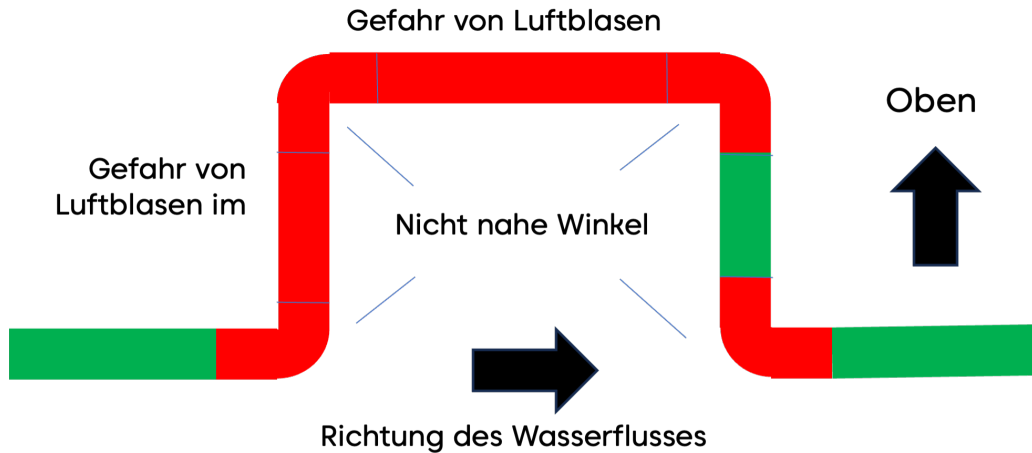 Gefahr von Luftblasen
Oben
Gefahr von
Luftblasen im
Nicht nahe Winkel
Richtung des Wasserflusses